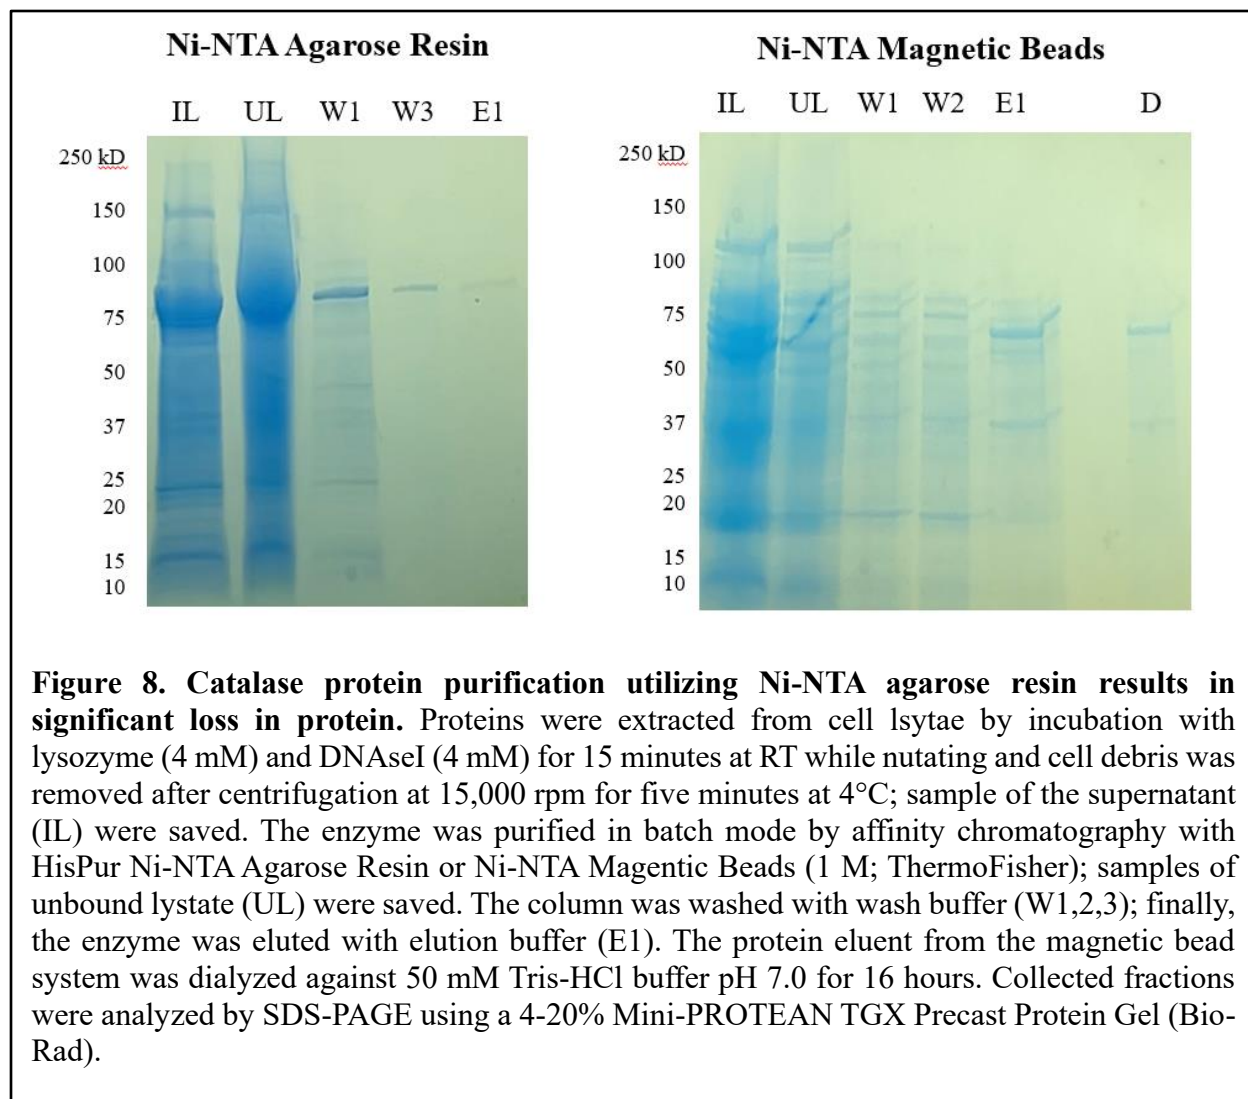 Ni-NTA Agarose Resin
Ni-NTA Magnetic Beads
IL UL W1 W3 E1
IL UL W1 W2 E1 D
250 kD
150
100
75
50
37
25
20
15
10
250 kD
150
100
75
50
37
25
20
15
10
Figure 8. Catalase protein purification utilizing Ni-NTA agarose resin results in
significant loss in protein. Proteins were extracted from cell lsytae by incubation with
lysozyme (4 mM) and DNAseI (4 mM) for 15 minutes at RT while nutating and cell debris was
removed after centrifugation at 15,000 rpm for five minutes at 4°C; sample of the supernatant
(IL) were saved. The enzyme was purified in batch mode by affinity chromatography with
HisPur Ni-NTA Agarose Resin or Ni-NTA Magentic Beads (1 M; ThermoFisher); samples of
unbound lystate (UL) were saved. The column was washed with wash buffer (W1,2,3); finally,
the enzyme was eluted with elution buffer (E1). The protein eluent from the magnetic bead
system was dialyzed against 50 mM Tris-HCl buffer pH 7.0 for 16 hours. Collected fractions
were analyzed by SDS-PAGE using a 4-20% Mini-PROTEAN TGX Precast Protein Gel (Bio-
Rad).